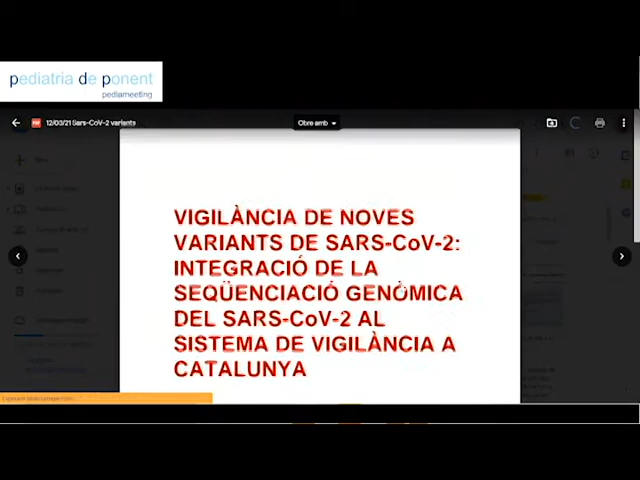 pediatria de ponent
pediameeting
12/03/21 Sars-CoV-2 variants
Obre amb
VIGILÀNCIA DE NOVES
VARIANTS DE SARS-CoV-2:
INTEGRACIÓ DE LA
SEQÜENCIACIÓ GENÒMICA
DEL SARS-CoV-2 AL
SISTEMA DE VIGILÀNCIA A
CATALUNYA